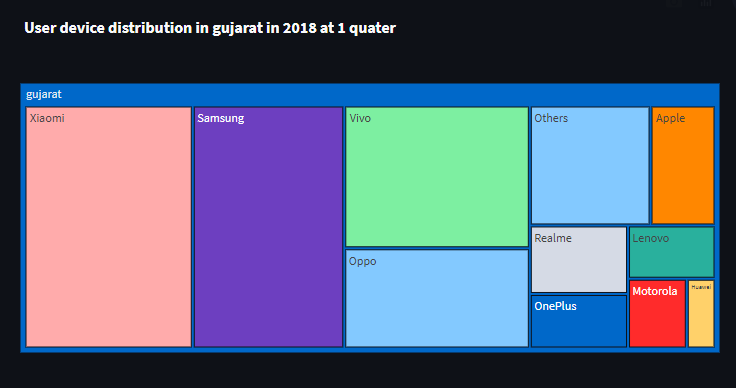 User device distribution in gujarat in 2018 at 1 quater
gujarat
Xiaomi
Samsung
Vivo
Others
Apple
Realme
Lenovo
Oppo
Motorola
Huawei
OnePlus